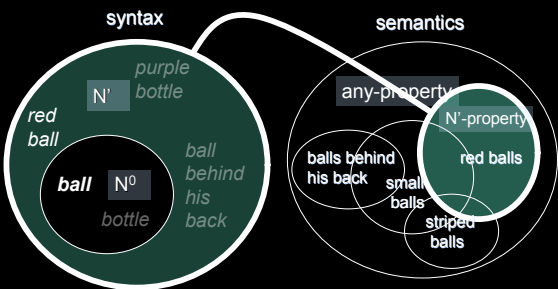 syntax
semantics
purple
bottle
N'
red
ball
ball
N0
bottle
ball
behind
his
back
any-property
N'-property
balls behind
his back
red balls
small
balls
striped
balls